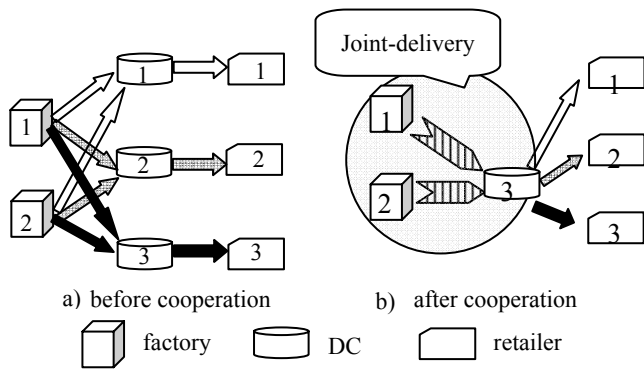 Joint-delivery
1
1
1
2
2
2
3
3
1
2
3
1
2
3
a) before cooperation
b) after cooperation
factory
DC
retailer